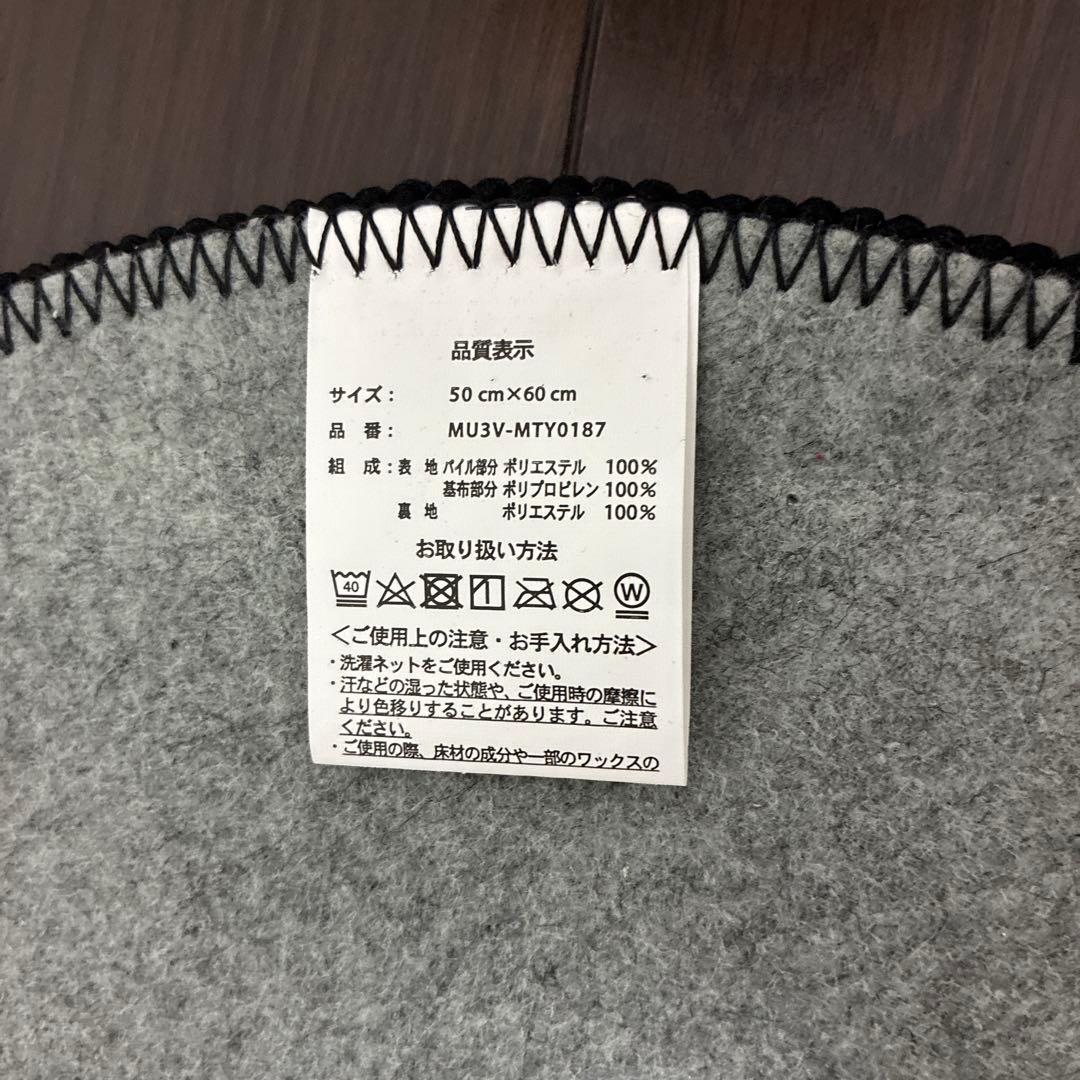 品質表示
サイズ： 50 cm×60 cm
品 番： MU3V-MTY0187
組 成：表 地 パイル部分 ポリエステル 100%
基布部分 ポリプロピレン 100%
裏 地 ポリエステル 100%
お取り扱い方法
40 W
＜ご使用上の注意・お手入れ方法＞
・洗濯ネットをご使用ください。
・汗などの湿った状態や、ご使用時の摩擦に
より色移りすることがあります。ご注意
ください。
・ご使用の際、床材の成分や一部のワックスの